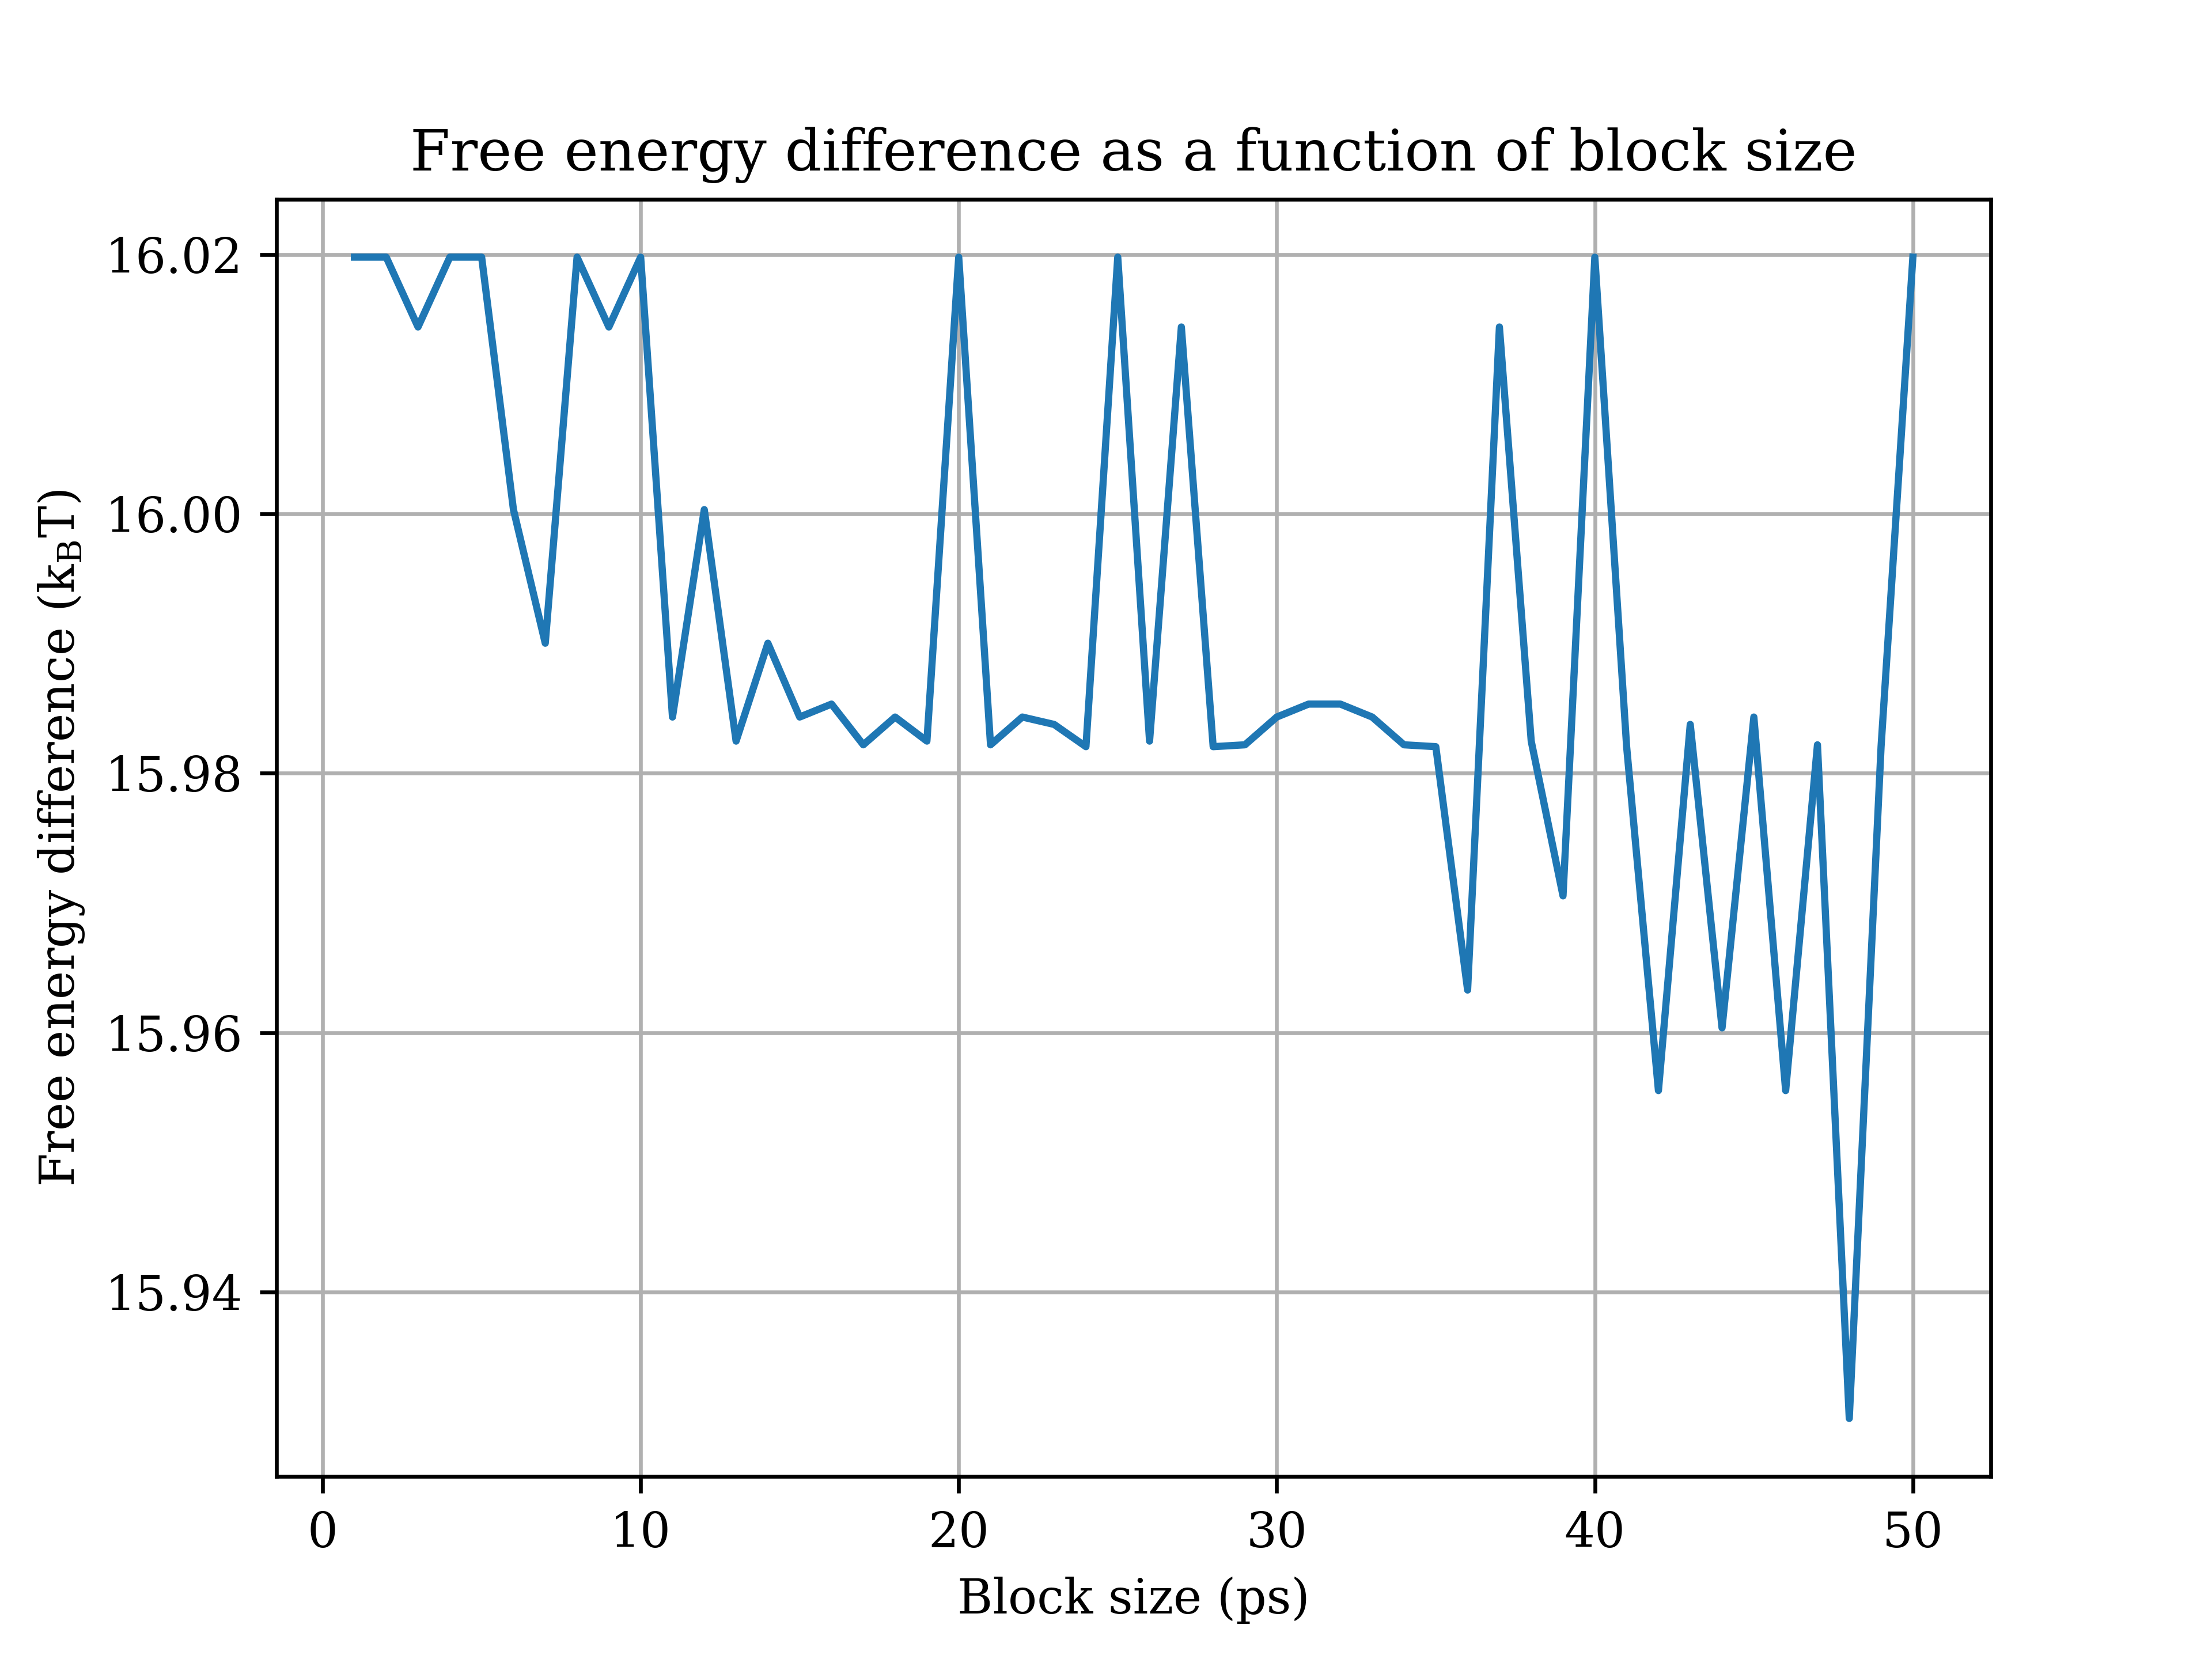 Free energy difference as a function of block size
Free energy difference (kBT)
16.02
16.00
15.98
15.96
15.94
0 10 20 30 40 50
Block size (ps)